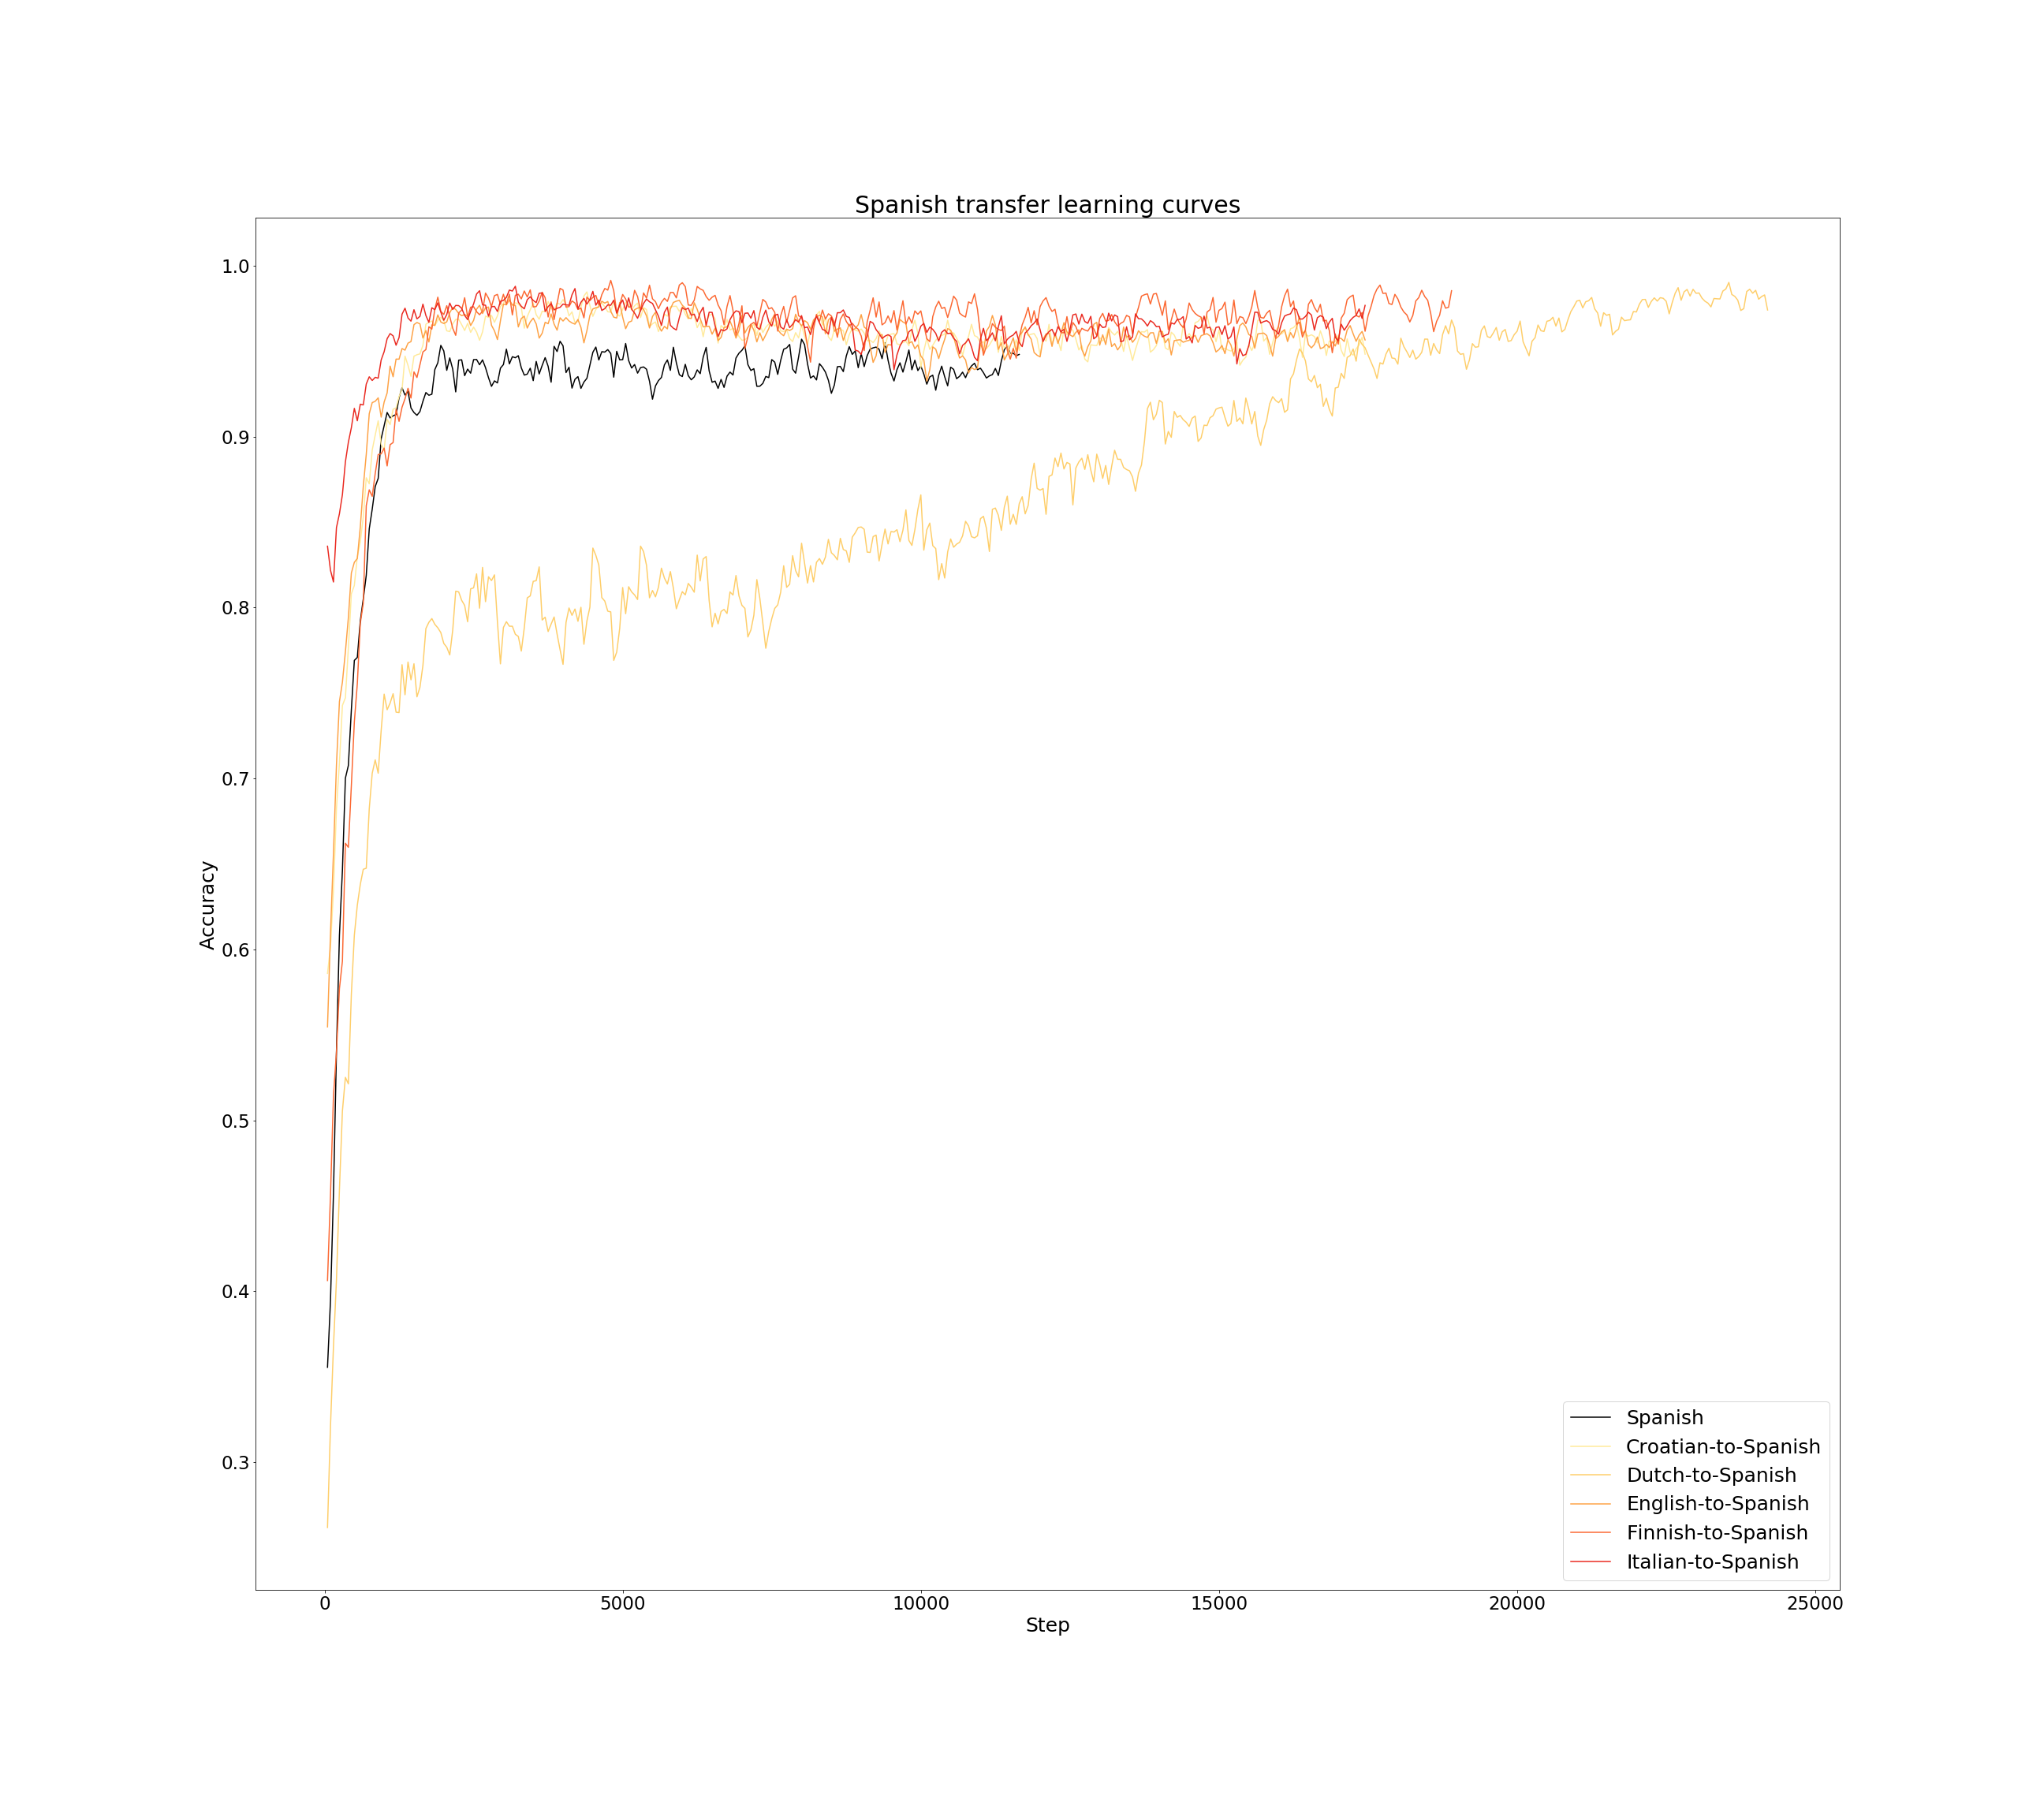 Spanish transfer learning curves
1.0
0.9
0.8
0.7
0.6
0.5
0.4
0.3
Accuracy
0 5000 10000 15000 20000 25000
Step
Spanish
Croatian-to-Spanish
Dutch-to-Spanish
English-to-Spanish
Finnish-to-Spanish
Italian-to-Spanish